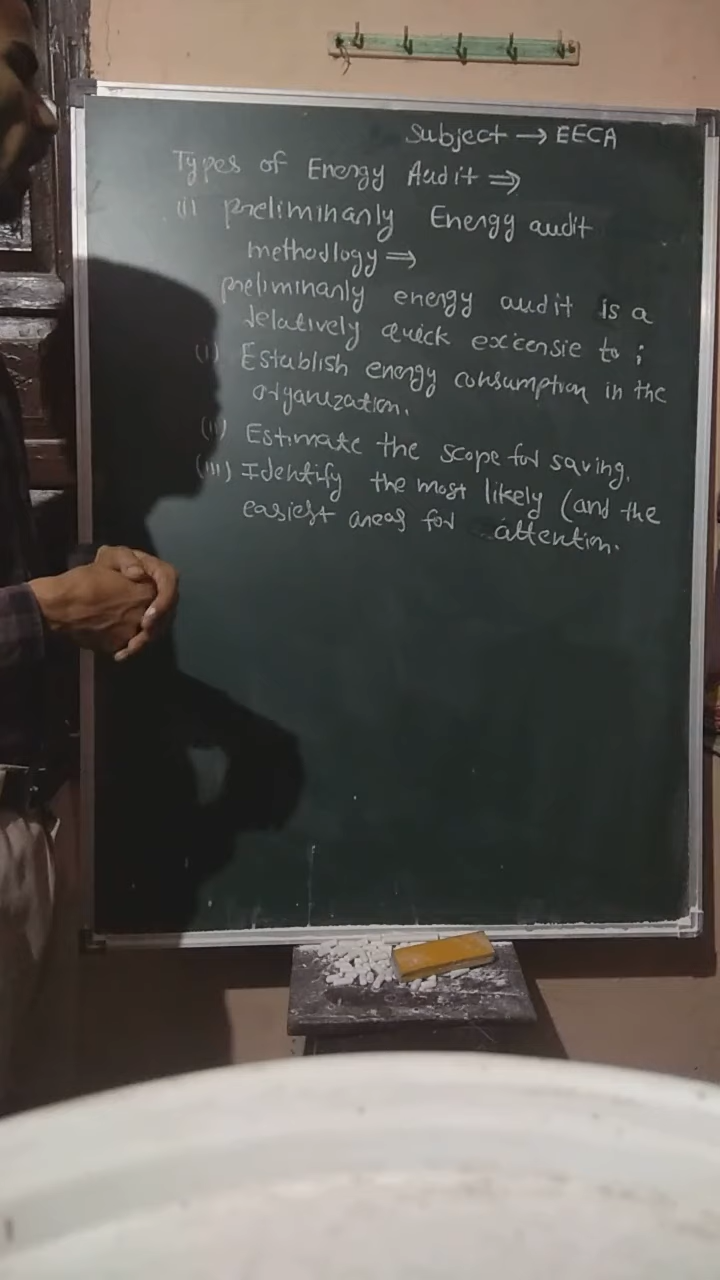 Subject → EECA
Types of Energy Audit ⇒
(i) preliminanly Energy audit
methodlogy ⇒
preliminanly energy audit is a
relatively quick excensie to ;
(i) Establish energy consumption in the
organization.
(ii) Estimate the scope for saving.
(iii) Identify the most likely (and the
easiest areas for attention.